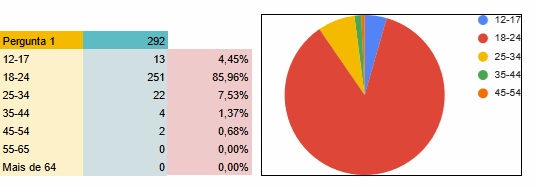 Pergunta 1 292
12-17 13 4,45%
18-24 251 85,96%
25-34 22 7,53%
35-44 4 1,37%
45-54 2 0,68%
55-65 0 0,00%
Mais de 64 0 0,00%
12-17
18-24
25-34
35-44
45-54